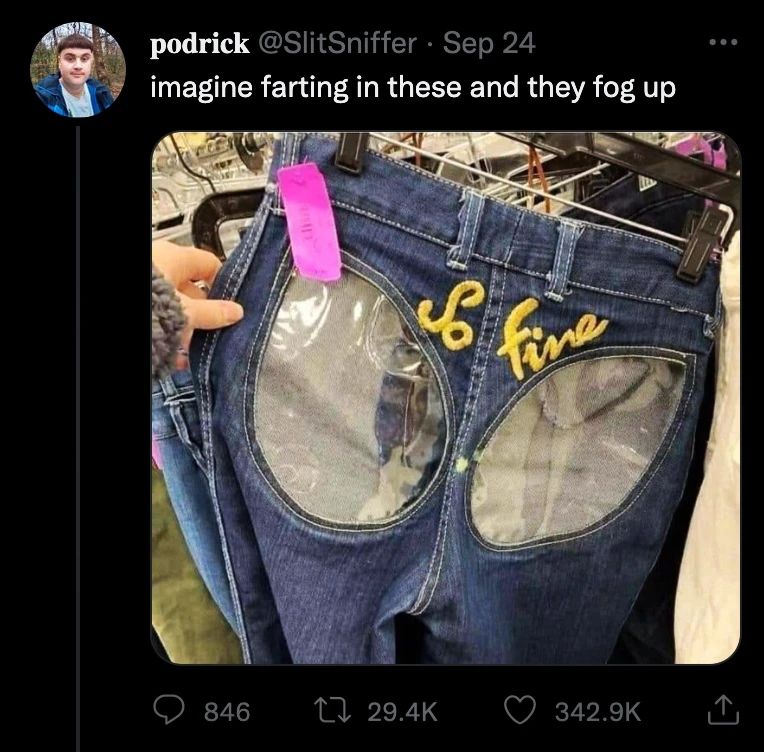 podrick @SlitSniffer · Sep 24
imagine farting in these and they fog up
So fine
846 29.4K 342.9K